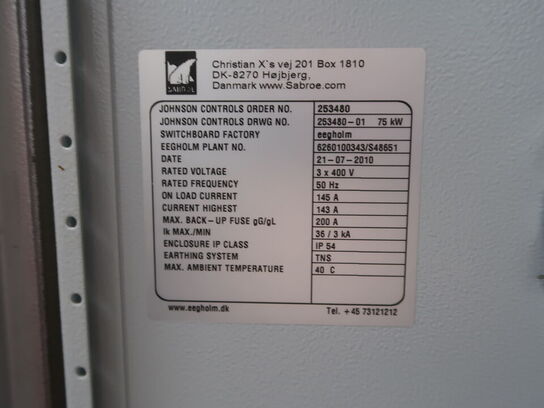 SABROE
Christian X`s vej 201 Box 1810
DK-8270 Højbjerg,
Danmark www.Sabroe.com
JOHNSON CONTROLS ORDER NO. 253480
JOHNSON CONTROLS DRWG NO. 253480-01 75 kW
SWITCHBOARD FACTORY eegholm
EEGHOLM PLANT NO. 6260100343/S48651
DATE 21-07-2010
RATED VOLTAGE 3 x 400 V
RATED FREQUENCY 50 Hz
ON LOAD CURRENT 145 A
CURRENT HIGHEST 143 A
MAX. BACK-UP FUSE gG/gL 200 A
Ik MAX./MIN 36 / 3 kA
ENCLOSURE IP CLASS IP 54
EARTHING SYSTEM TNS
MAX. AMBIENT TEMPERATURE 40 C
www.eegholm.dk Tel. +45 73121212